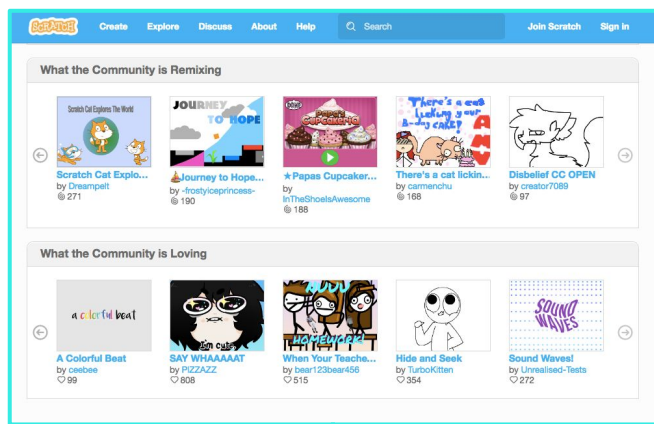 SCRATCH Create Explore Discuss About Help Search Join Scratch Sign in
What the Community is Remixing
Scratch Cat Explores The World
JOURNEY
TO HOPE
PAPA'S
CUPCAKERIA
There's a cat
licking your
b-day CAKE!
AMV
Scratch Cat Explo...
by Dreampelt
271
Journey to Hope...
by -frostyiceprincess-
190
★Papas Cupcaker...
by
InTheShoeIsAwesome
188
There's a cat lickin...
by carmenchu
168
Disbelief CC OPEN
by creator7089
97
What the Community is Loving
a colorful beat
I'm cute.
HOMEWORK!
SOUND
WAVES
A Colorful Beat
by ceebee
99
SAY WHAAAAAT
by PIZZAZZ
808
When Your Teache...
by bear123bear456
515
Hide and Seek
by TurboKitten
354
Sound Waves!
by Unrealised-Tests
272